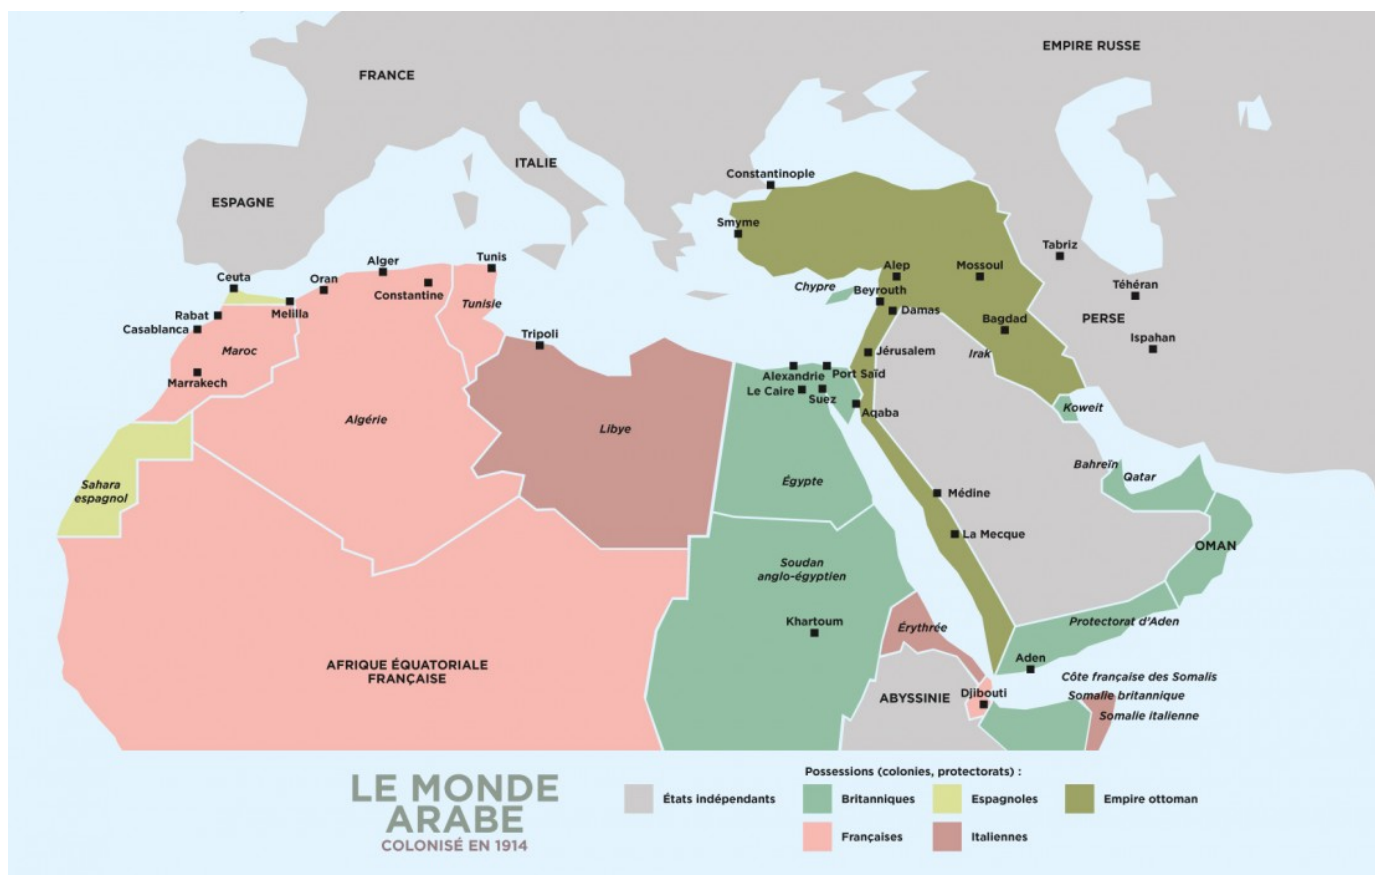 EMPIRE RUSSE
FRANCE
ITALIE
Constantinople
ESPAGNE
Smyme
Tabriz
Alger
Tunis
Ceuta
Oran
Alep
Mossoul
Téhéran
Constantine
Chypre
Beyrouth
Tunisie
Rabat
Melilla
Damas
Bagdad
PERSE
Casablanca
Tripoli
Ispahan
Maroc
Jérusalem
Irak
Marrakech
Alexandrie
Port Saïd
Le Caire
Suez
Koweit
Aqaba
Algérie
Libye
Bahreïn
Qatar
Sahara
espagnol
Égypte
Médine
La Mecque
OMAN
Soudan
anglo-égyptien
Khartoum
Érythrée
Protectorat d'Aden
Aden
AFRIQUE ÉQUATORIALE
FRANÇAISE
Côte française des Somalis
ABYSSINIE
Djibouti
Somalie britannique
Somalie italienne
LE MONDE
ARABE
COLONISÉ EN 1914
Possessions (colonies, protectorats) :
États indépendants
Britanniques
Espagnoles
Empire ottoman
Françaises
Italiennes